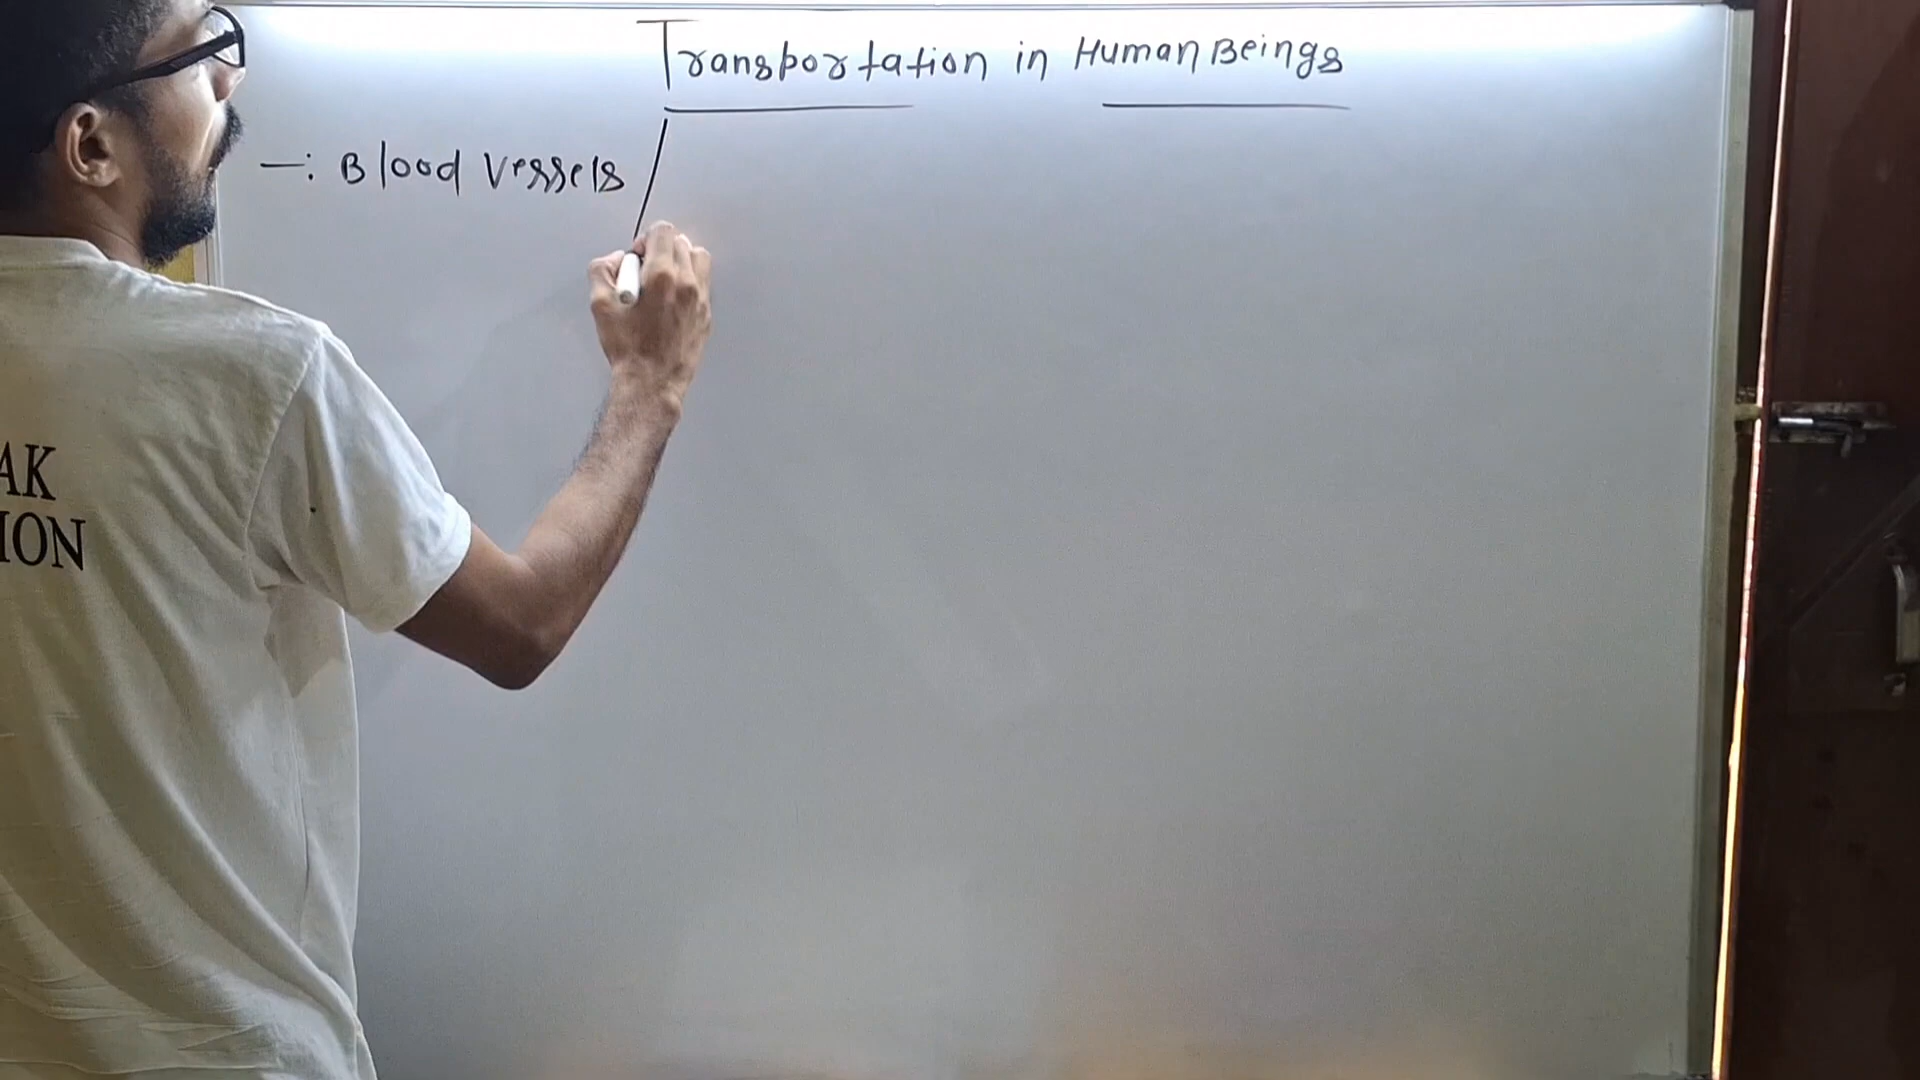 Transportation in Human Beings
—: Blood Vessels /
AK
ION